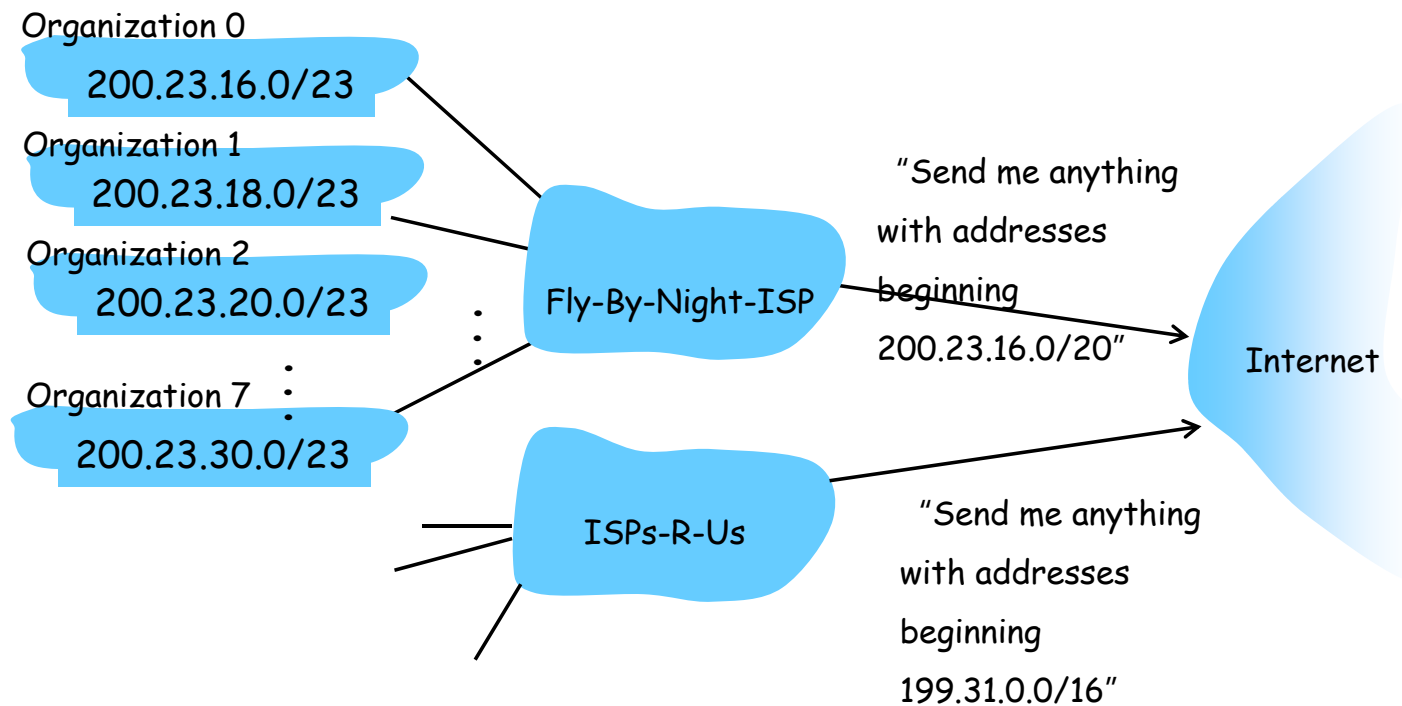 Organization 0
200.23.16.0/23
Organization 1
200.23.18.0/23
Organization 2
200.23.20.0/23
Organization 7
200.23.30.0/23
Fly-By-Night-ISP
ISPs-R-Us
"Send me anything
with addresses
beginning
200.23.16.0/20"
"Send me anything
with addresses
beginning
199.31.0.0/16"
Internet